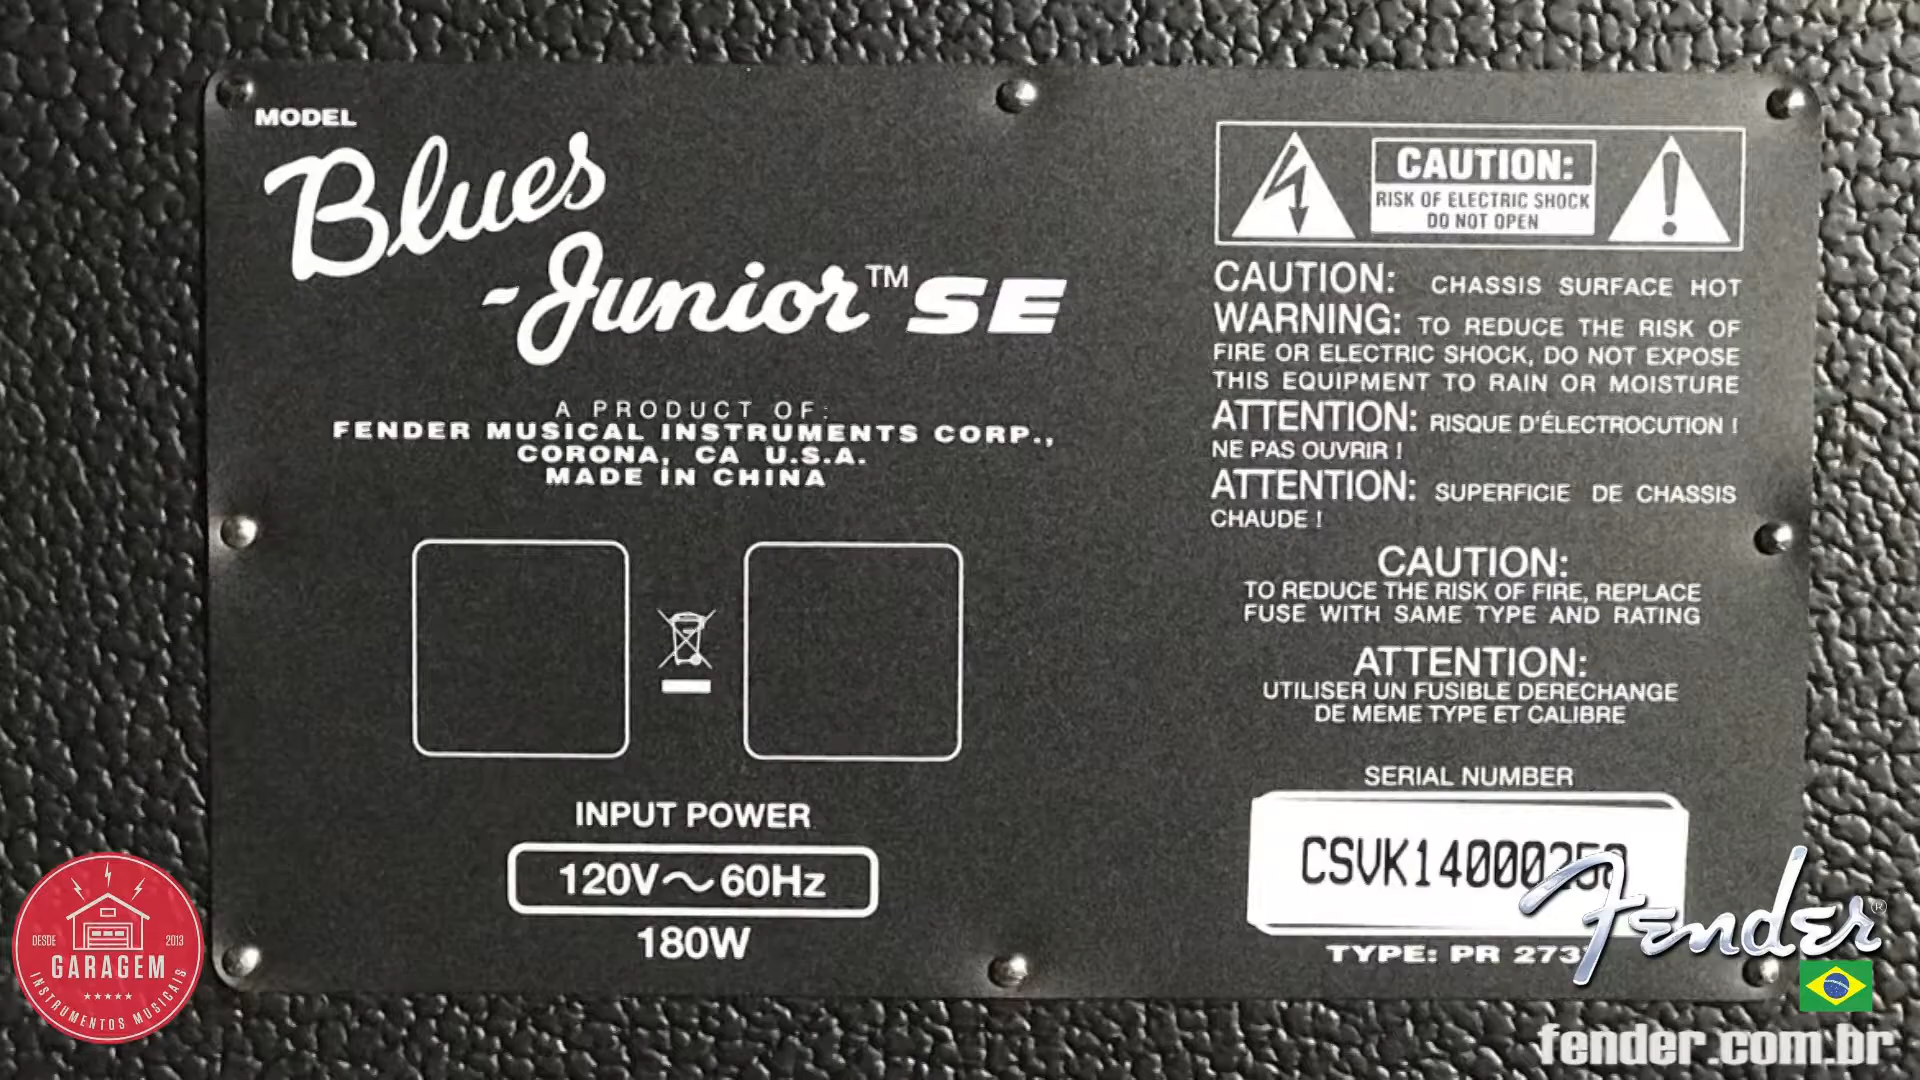 MODEL
Blues
Junior™ SE
A PRODUCT OF:
FENDER MUSICAL INSTRUMENTS CORP.,
CORONA, CA U.S.A.
MADE IN CHINA
INPUT POWER
120V～60Hz
180W
CAUTION:
RISK OF ELECTRIC SHOCK
DO NOT OPEN
CAUTION: CHASSIS SURFACE HOT
WARNING: TO REDUCE THE RISK OF
FIRE OR ELECTRIC SHOCK, DO NOT EXPOSE
THIS EQUIPMENT TO RAIN OR MOISTURE
ATTENTION: RISQUE D'ÉLECTROCUTION !
NE PAS OUVRIR !
ATTENTION: SUPERFICIE DE CHASSIS
CHAUDE !
CAUTION:
TO REDUCE THE RISK OF FIRE, REPLACE
FUSE WITH SAME TYPE AND RATING
ATTENTION:
UTILISER UN FUSIBLE DERECHANGE
DE MEME TYPE ET CALIBRE
SERIAL NUMBER
TYPE: PR
DESDE 2013
GARAGEM
INSTRUMENTOS MUSICAIS
Fender®
fender.com.br